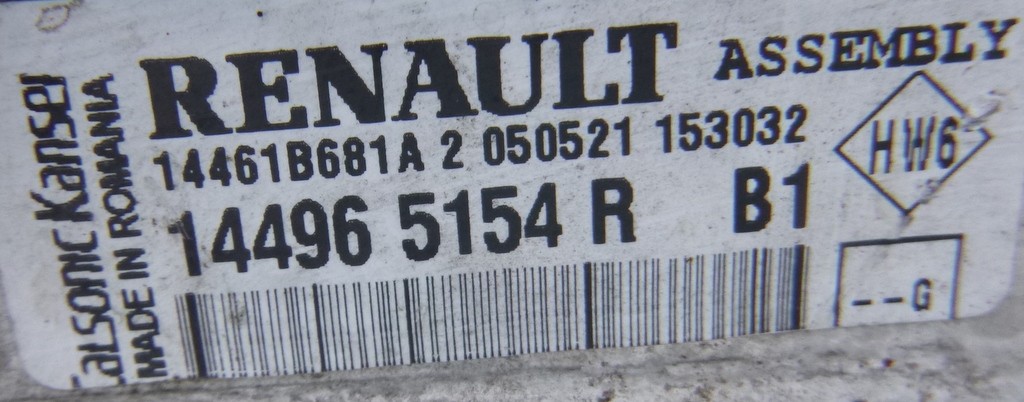 Calsonic Kansei
MADE IN ROMANIA
RENAULT ASSEMBLY
14461B681A 2 050521 153032
14496 5154 R B1
HW6
--G